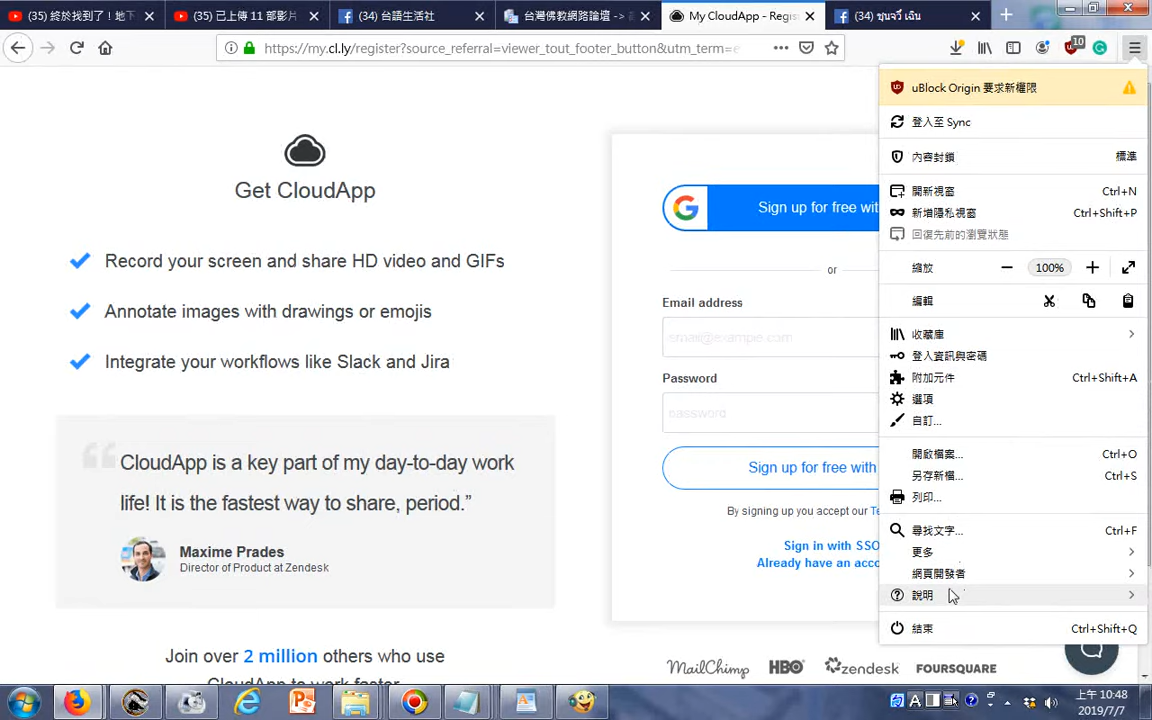 (35) 終於找到了！地下
(35) 已上傳 11 部影片
(34) 台語生活社
台灣佛教網路論壇 ->
My CloudApp - Regis
(34) ชุนจวี๋ เฉิน
https://my.cl.ly/register?source_referral=viewer_tout_footer_button&utm_term=e
10
uBlock Origin 要求新權限
登入至 Sync
內容封鎖 標準
開新視窗 Ctrl+N
新增隱私視窗 Ctrl+Shift+P
回復先前的瀏覽狀態
縮放 100%
編輯
收藏庫
登入資訊與密碼
附加元件 Ctrl+Shift+A
選項
自訂...
開啟檔案... Ctrl+O
另存新檔... Ctrl+S
列印...
尋找文字... Ctrl+F
更多
網頁開發者
說明
結束 Ctrl+Shift+Q
Get CloudApp
Record your screen and share HD video and GIFs
Annotate images with drawings or emojis
Integrate your workflows like Slack and Jira
CloudApp is a key part of my day-to-day work
life! It is the fastest way to share, period.”
Maxime Prades
Director of Product at Zendesk
Join over 2 million others who use
CloudApp to work faster
Sign up for free wit
or
Email address
email@example.com
Password
password
Sign up for free with
By signing up you accept our Te
Sign in with SSO
Already have an acco
MailChimp HBO zendesk FOURSQUARE
上午 10:48
2019/7/7